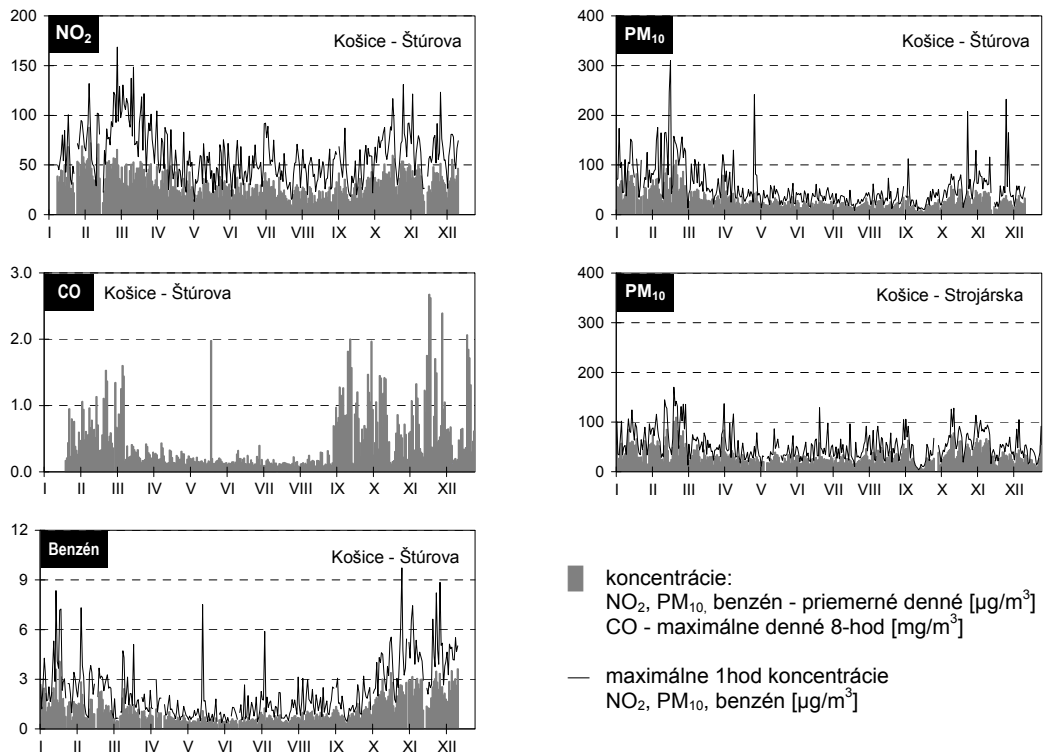 NO₂
Košice - Štúrova
200
150
100
50
0
I II III IV V VI VII VIII IX X XI XII
PM₁₀
Košice - Štúrova
400
300
200
100
0
I II III IV V VI VII VIII IX X XI XII
CO
Košice - Štúrova
3.0
2.0
1.0
0.0
I II III IV V VI VII VIII IX X XI XII
PM₁₀
Košice - Strojárska
400
300
200
100
0
I II III IV V VI VII VIII IX X XI XII
Benzén
Košice - Štúrova
12
9
6
3
0
I II III IV V VI VII VIII IX X XI XII
koncentrácie:
NO₂, PM₁₀, benzén - priemerné denné [µg/m³]
CO - maximálne denné 8-hod [mg/m³]
maximálne 1hod koncentrácie
NO₂, PM₁₀, benzén [µg/m³]